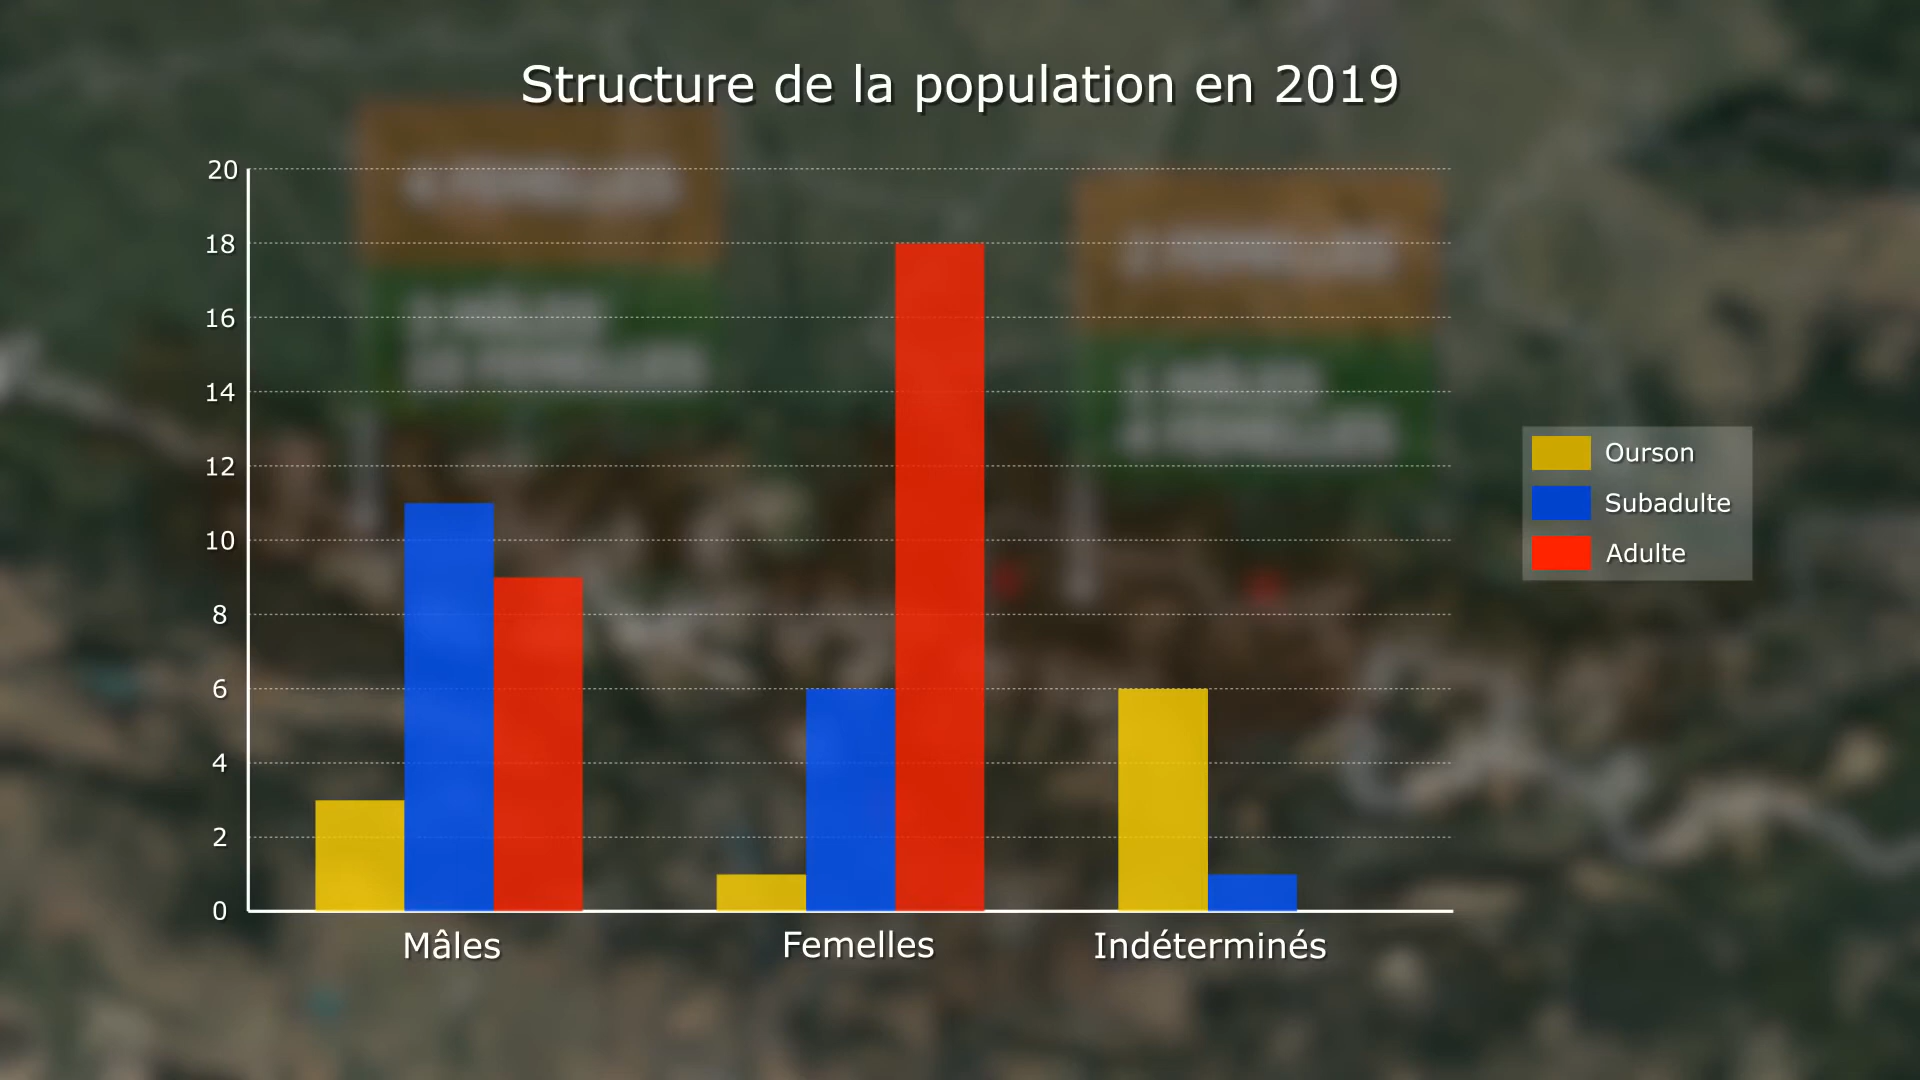 Structure de la population en 2019
20
18
16
14
12
10
8
6
4
2
0
Mâles
Femelles
Indéterminés
Ourson
Subadulte
Adulte